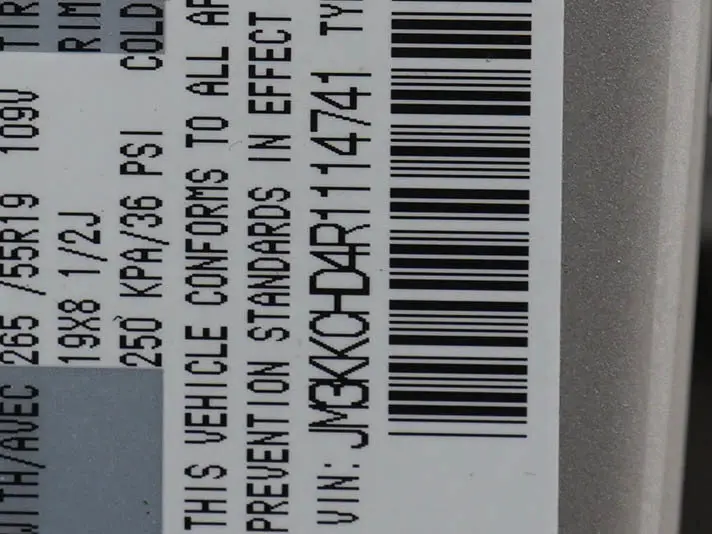 WITH/AVEC 265 /55R19 109V TIR
19X8 1/2J RIM
250 KPA/36 PSI COLD
THIS VEHICLE CONFORMS TO ALL AP
PREVENTION STANDARDS IN EFFECT
VIN: JM3KKCHD4R1114741 TY